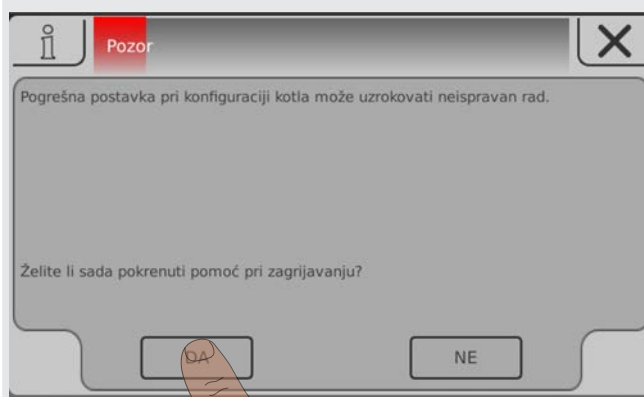 Pozor
Pogrešna postavka pri konfiguraciji kotla može uzrokovati neispravan rad.
Želite li sada pokrenuti pomoć pri zagrijavanju?
DA
NE